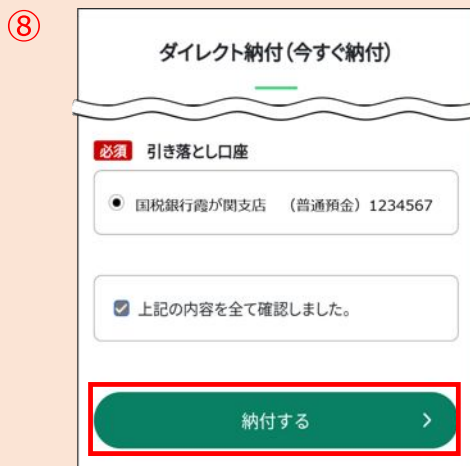 ⑧
ダイレクト納付(今すぐ納付)
必須 引き落とし口座
国税銀行霞が関支店 (普通預金) 1234567
上記の内容を全て確認しました。
納付する